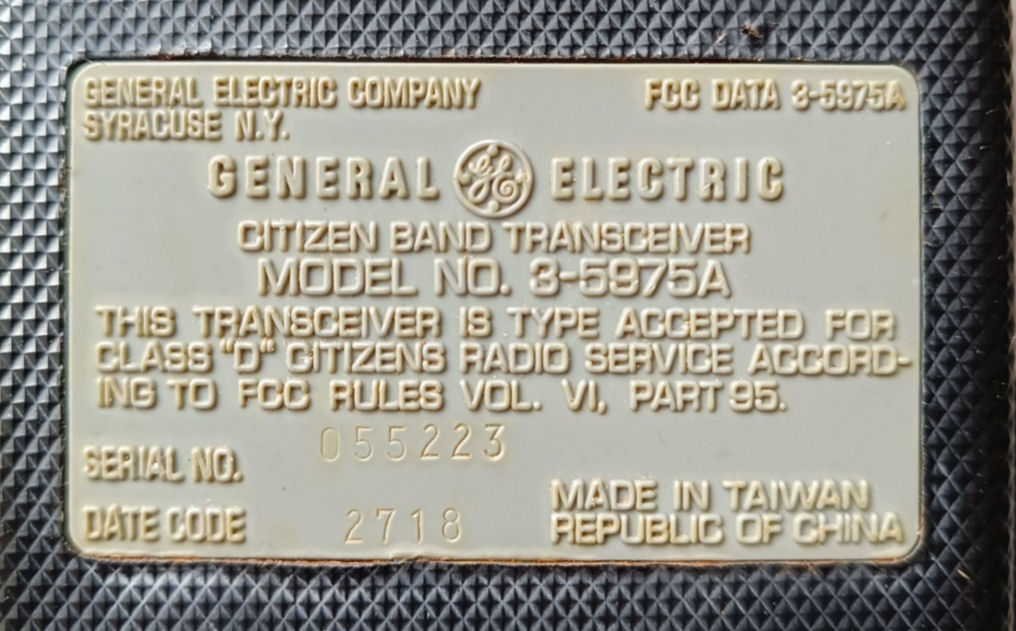 GENERAL ELECTRIC COMPANY
SYRACUSE N.Y.
FCC DATA 3-5975A
GENERAL GE ELECTRIC
CITIZEN BAND TRANSCEIVER
MODEL NO. 3-5975A
THIS TRANSCEIVER IS TYPE ACCEPTED FOR
CLASS "D" CITIZENS RADIO SERVICE ACCORD-
ING TO FCC RULES VOL. VI, PART 95.
SERIAL NO. 055223
DATE CODE 2718
MADE IN TAIWAN
REPUBLIC OF CHINA